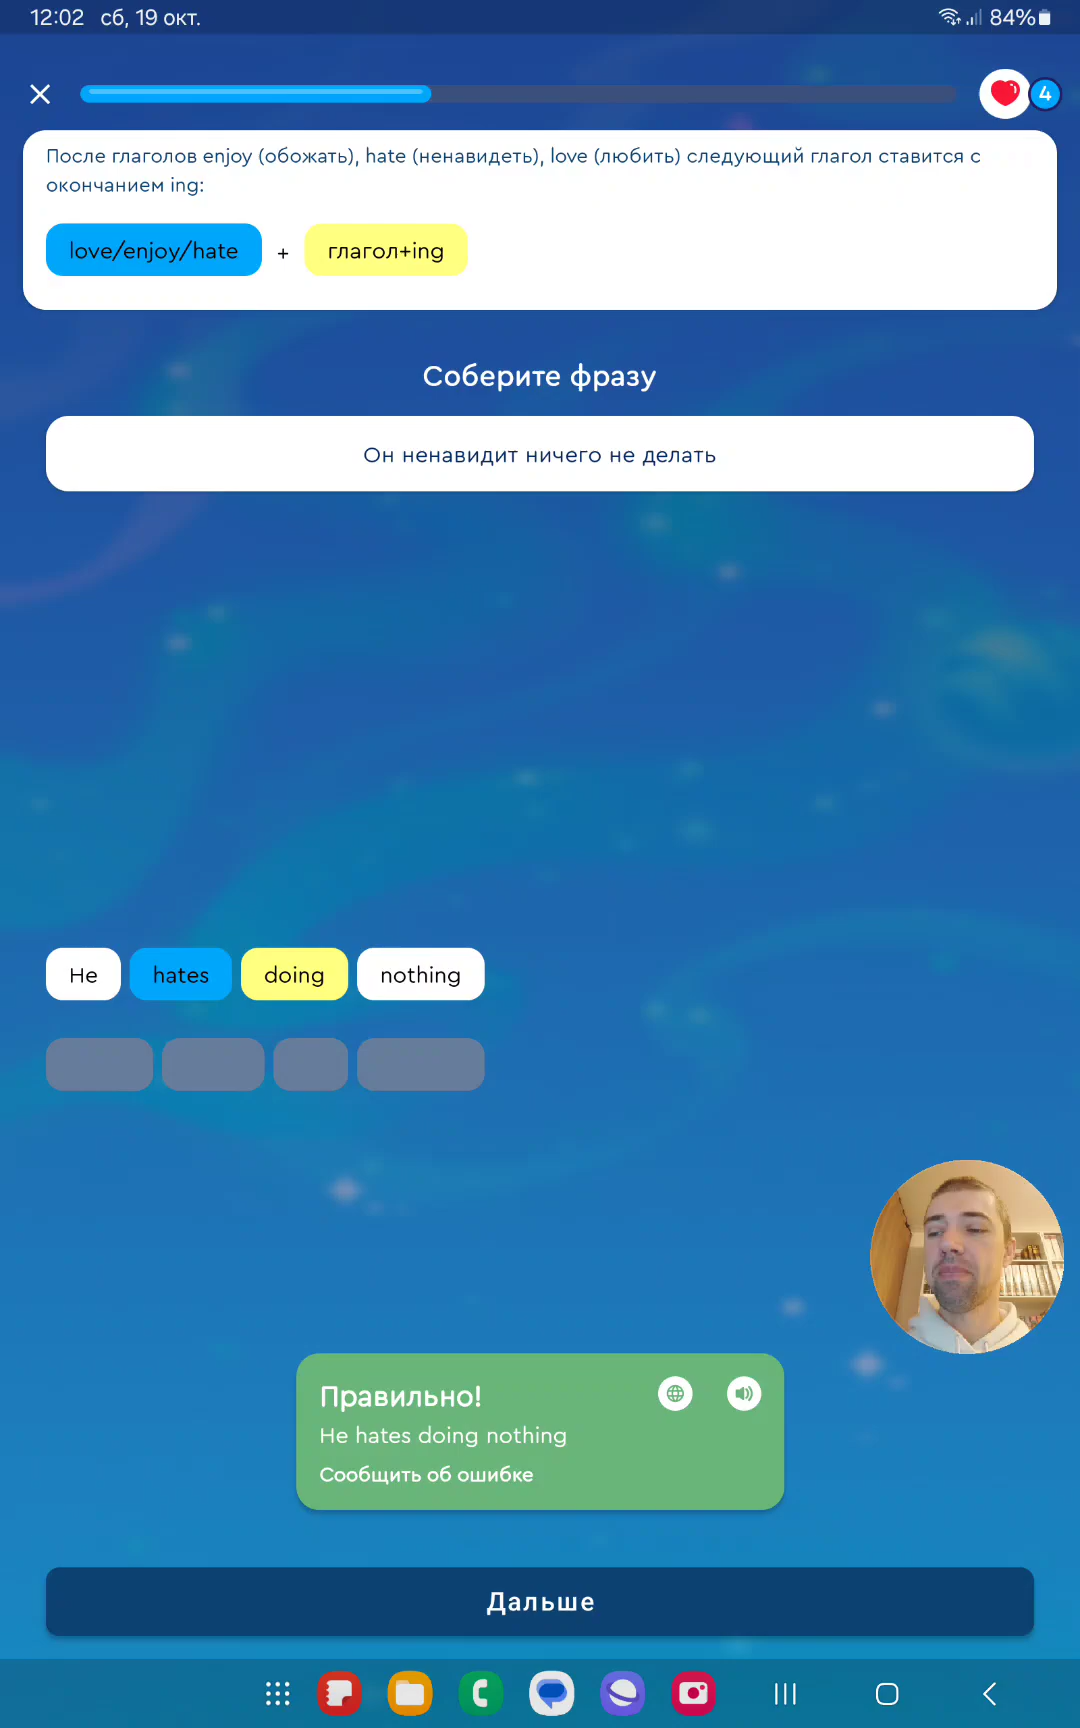 12:02 сб, 19 окт. 84%
4
После глаголов enjoy (обожать), hate (ненавидеть), love (любить) следующий глагол ставится с
окончанием ing:
love/enjoy/hate + глагол+ing
Соберите фразу
Он ненавидит ничего не делать
He hates doing nothing
Правильно!
He hates doing nothing
Сообщить об ошибке
Дальше